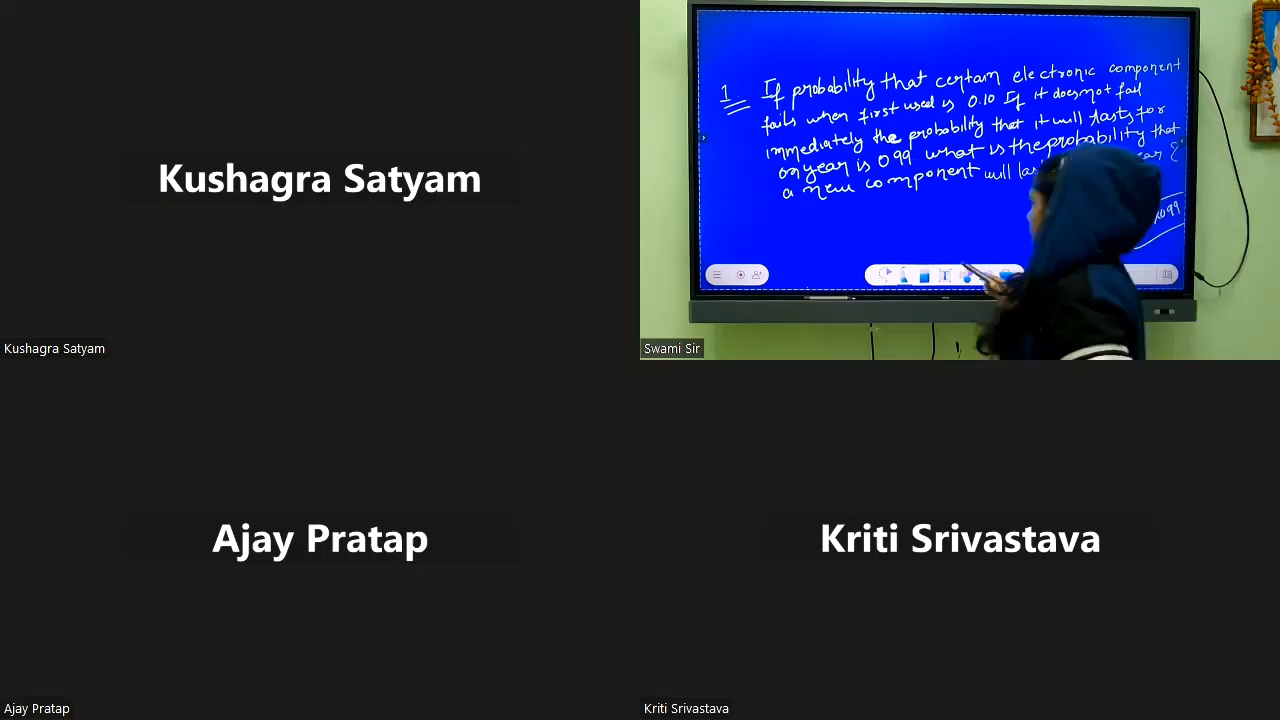 Kushagra Satyam
Kushagra Satyam
1 If probability that certain electronic component
fails when first used is 0.10 If it does not fail
immediately the probability that it will lasts for
on year is 0.99 what is the probability that
a new component will las ear ?
x099
Swami Sir
Ajay Pratap
Ajay Pratap
Kriti Srivastava
Kriti Srivastava